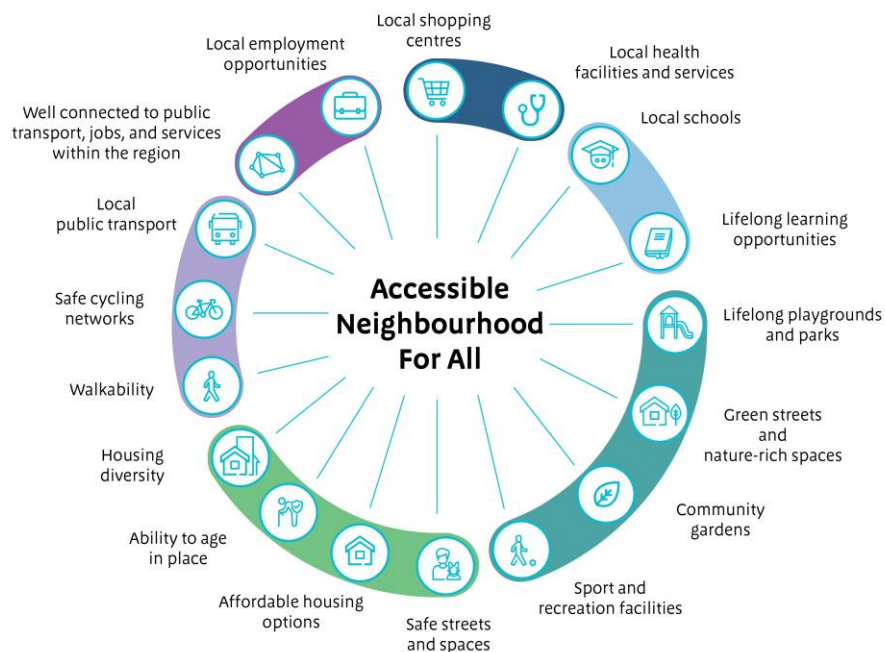 Local shopping
centres
Local health
facilities and services
Local schools
Lifelong learning
opportunities
Lifelong playgrounds
and parks
Green streets
and
nature-rich spaces
Community
gardens
Sport and
recreation facilities
Safe streets
and spaces
Affordable housing
options
Ability to age
in place
Housing
diversity
Walkability
Safe cycling
networks
Local
public transport
Well connected to public
transport, jobs, and services
within the region
Local employment
opportunities
Accessible
Neighbourhood
For All